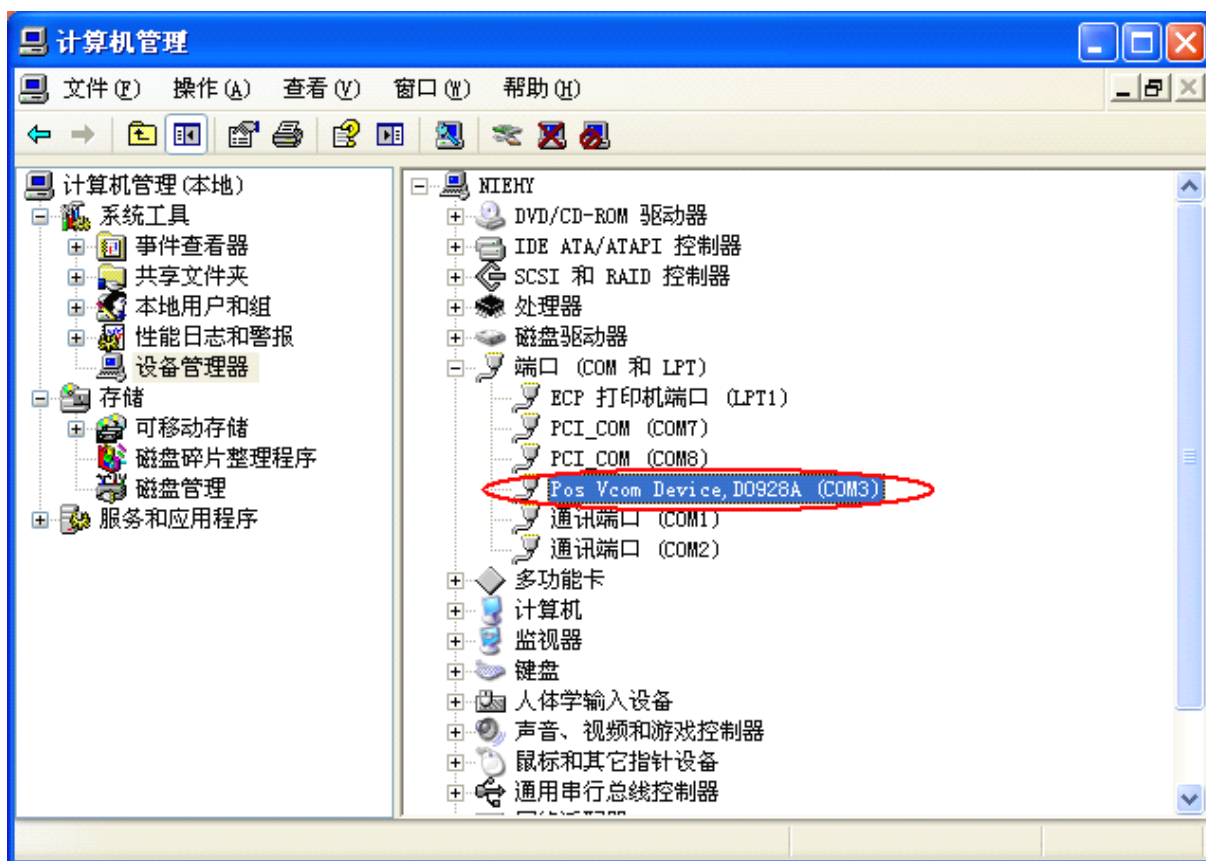 计算机管理
文件(F) 操作(A) 查看(V) 窗口(W) 帮助(H)
计算机管理(本地)
系统工具
事件查看器
共享文件夹
本地用户和组
性能日志和警报
设备管理器
存储
可移动存储
磁盘碎片整理程序
磁盘管理
服务和应用程序
NIEHY
DVD/CD-ROM 驱动器
IDE ATA/ATAPI 控制器
SCSI 和 RAID 控制器
处理器
磁盘驱动器
端口 (COM 和 LPT)
ECP 打印机端口 (LPT1)
PCI_COM (COM7)
PCI_COM (COM8)
Pos Vcom Device,D0928A (COM3)
通讯端口 (COM1)
通讯端口 (COM2)
多功能卡
计算机
监视器
键盘
人体学输入设备
声音、视频和游戏控制器
鼠标和其它指针设备
通用串行总线控制器